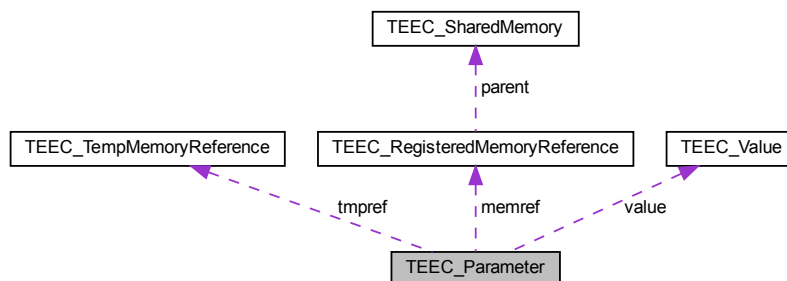 TEEC_SharedMemory
parent
TEEC_TempMemoryReference
TEEC_RegisteredMemoryReference
TEEC_Value
tmpref
memref
value
TEEC_Parameter